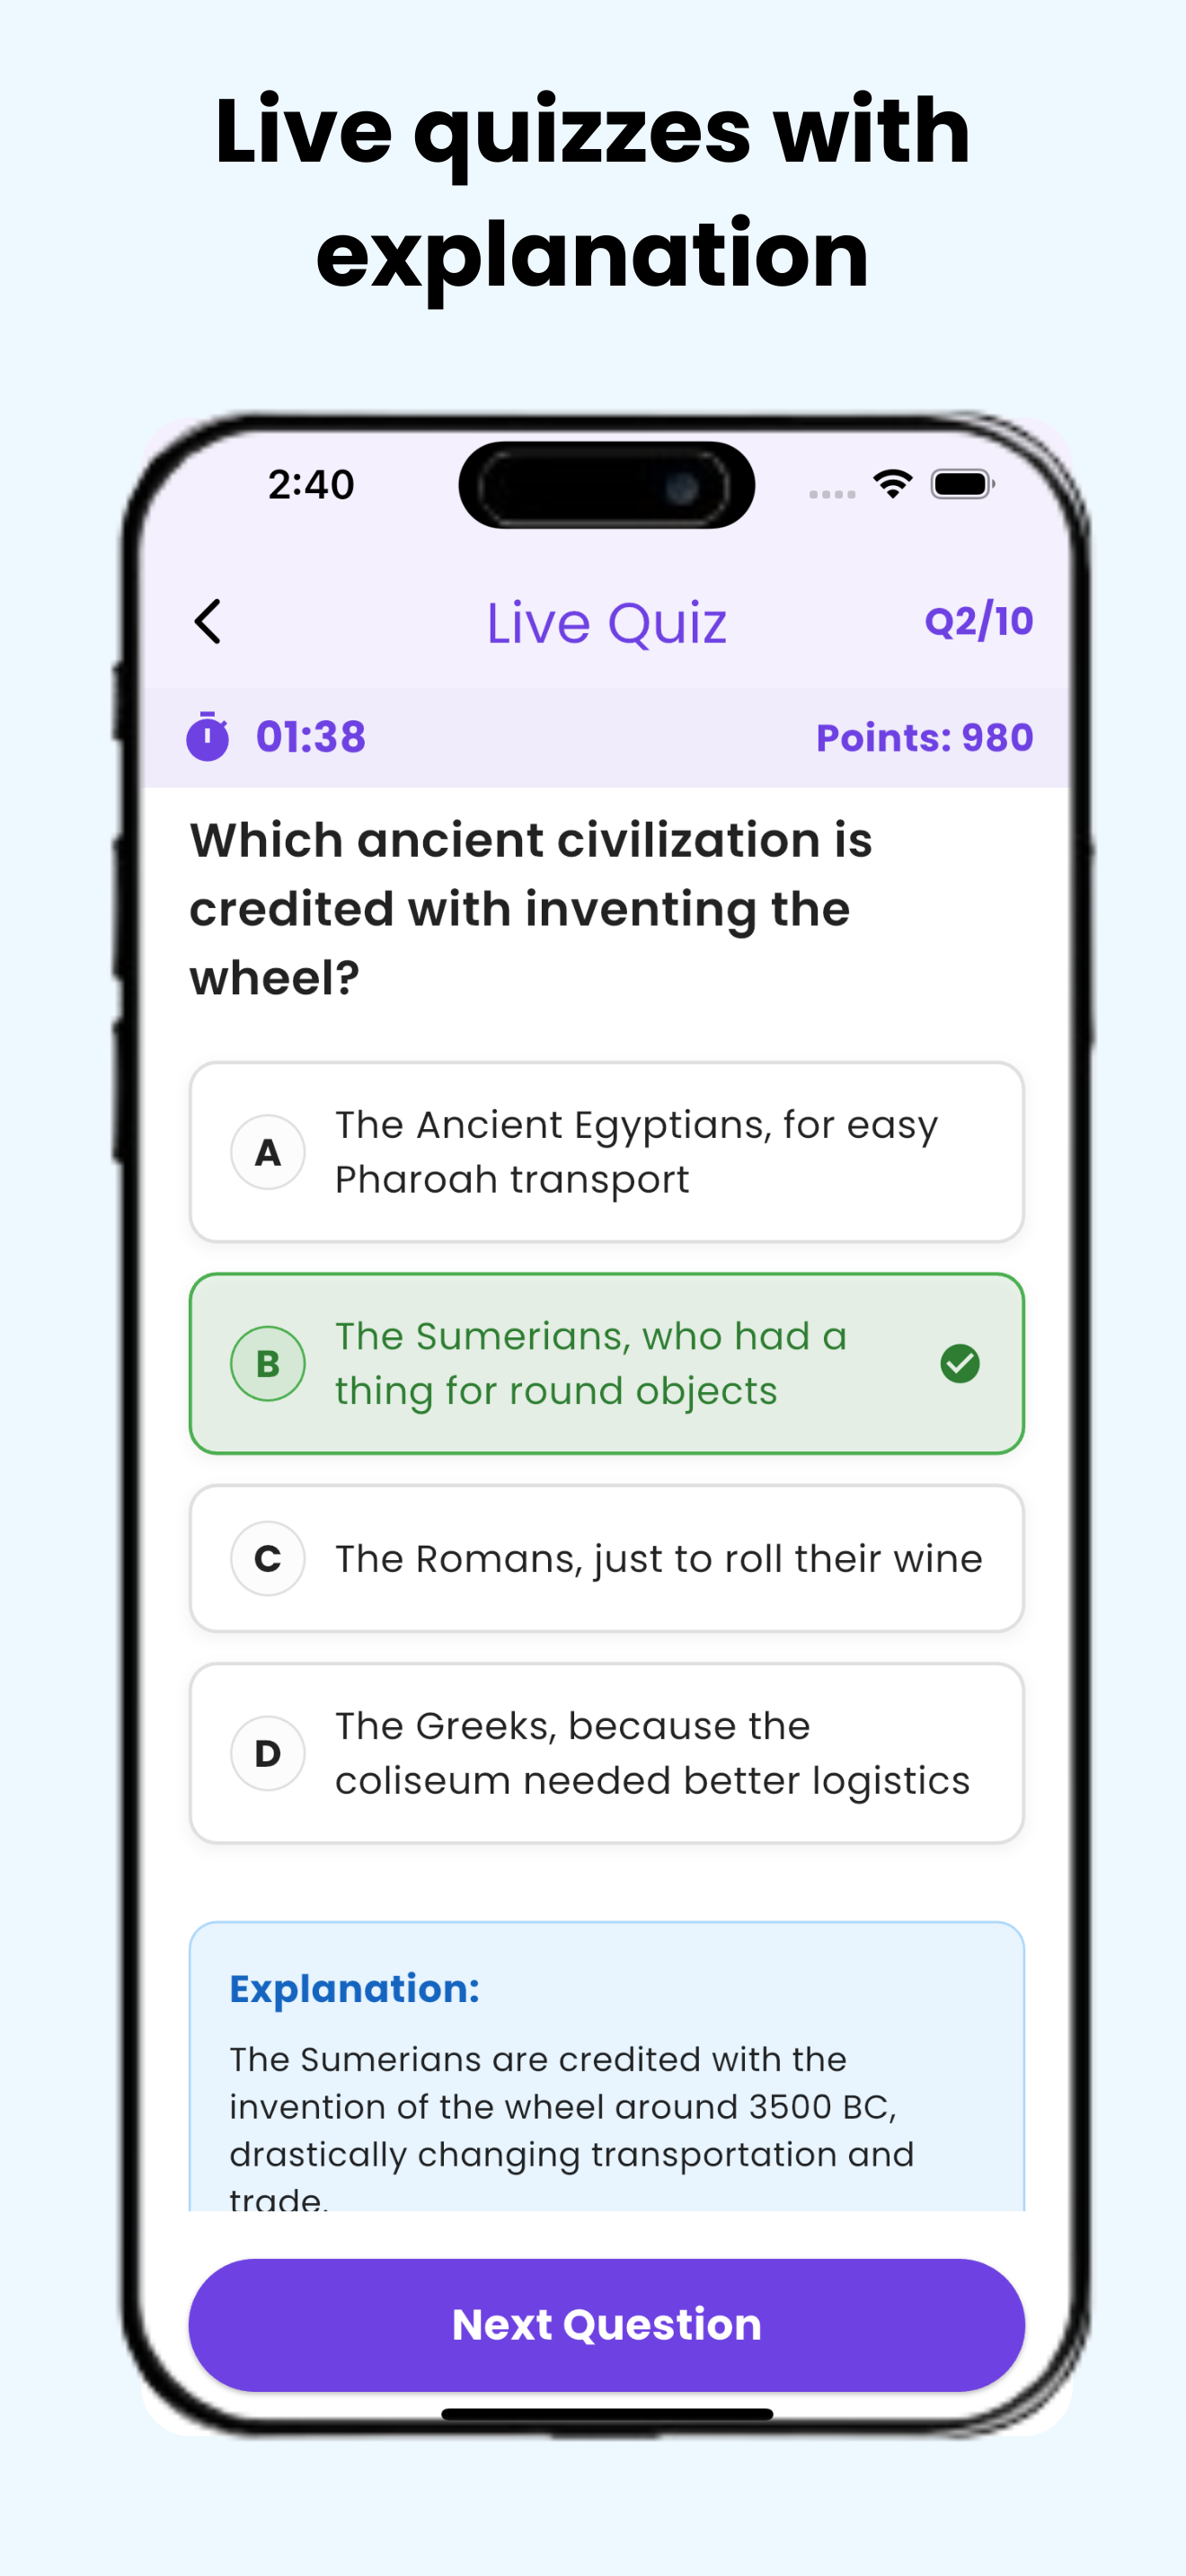 Live quizzes with
explanation
2:40
Live Quiz
Q2/10
01:38
Points: 980
Which ancient civilization is
credited with inventing the
wheel?
A
The Ancient Egyptians, for easy
Pharoah transport
B
The Sumerians, who had a
thing for round objects
C
The Romans, just to roll their wine
D
The Greeks, because the
coliseum needed better logistics
Explanation:
The Sumerians are credited with the
invention of the wheel around 3500 BC,
drastically changing transportation and
trade.
Next Question